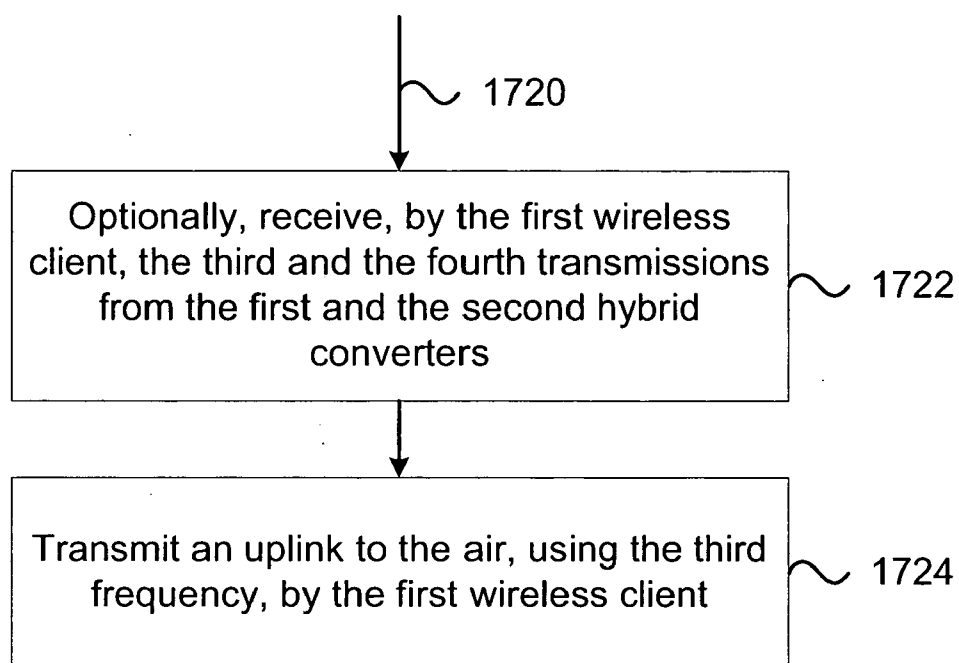 1720
Optionally, receive, by the first wireless
client, the third and the fourth transmissions
from the first and the second hybrid
converters
1722
Transmit an uplink to the air, using the third
frequency, by the first wireless client
1724